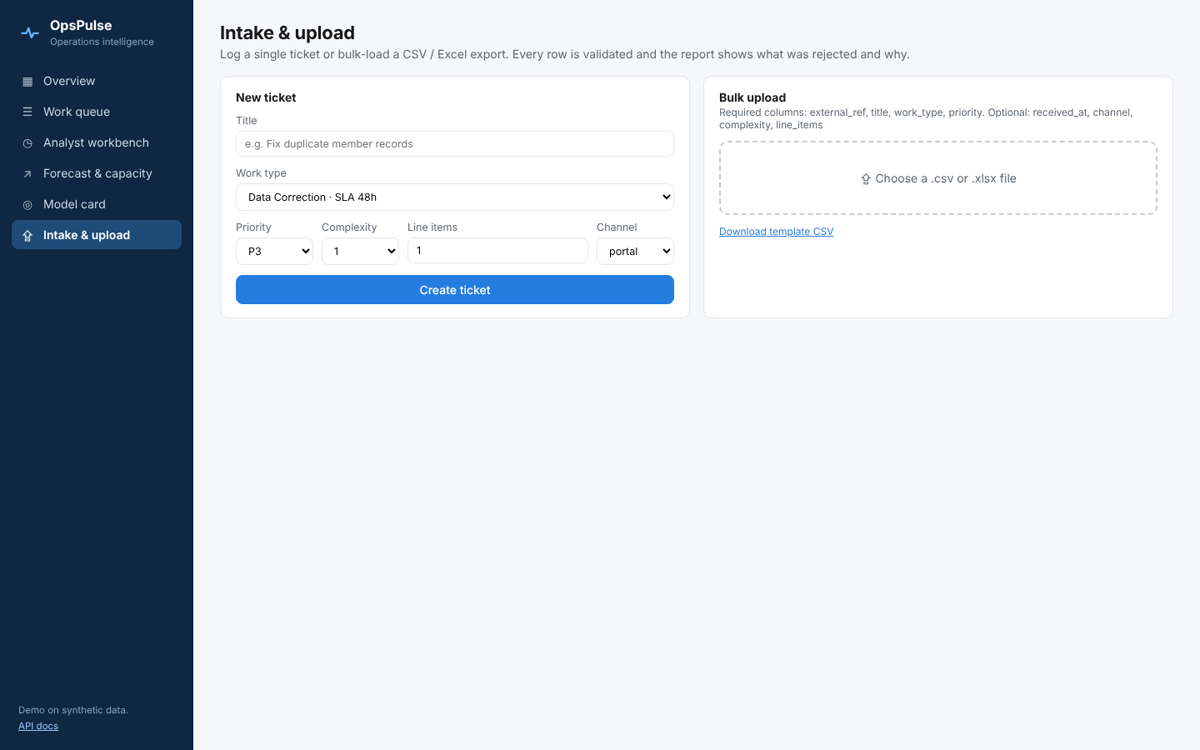 OpsPulse
Operations intelligence
Overview
Work queue
Analyst workbench
Forecast & capacity
Model card
Intake & upload
Demo on synthetic data.
API docs
Intake & upload
Log a single ticket or bulk-load a CSV / Excel export. Every row is validated and the report shows what was rejected and why.
New ticket
Title
e.g. Fix duplicate member records
Work type
Data Correction · SLA 48h
Priority Complexity Line items Channel
P3 1 1 portal
Create ticket
Bulk upload
Required columns: external_ref, title, work_type, priority. Optional: received_at, channel,
complexity, line_items
⇪ Choose a .csv or .xlsx file
Download template CSV